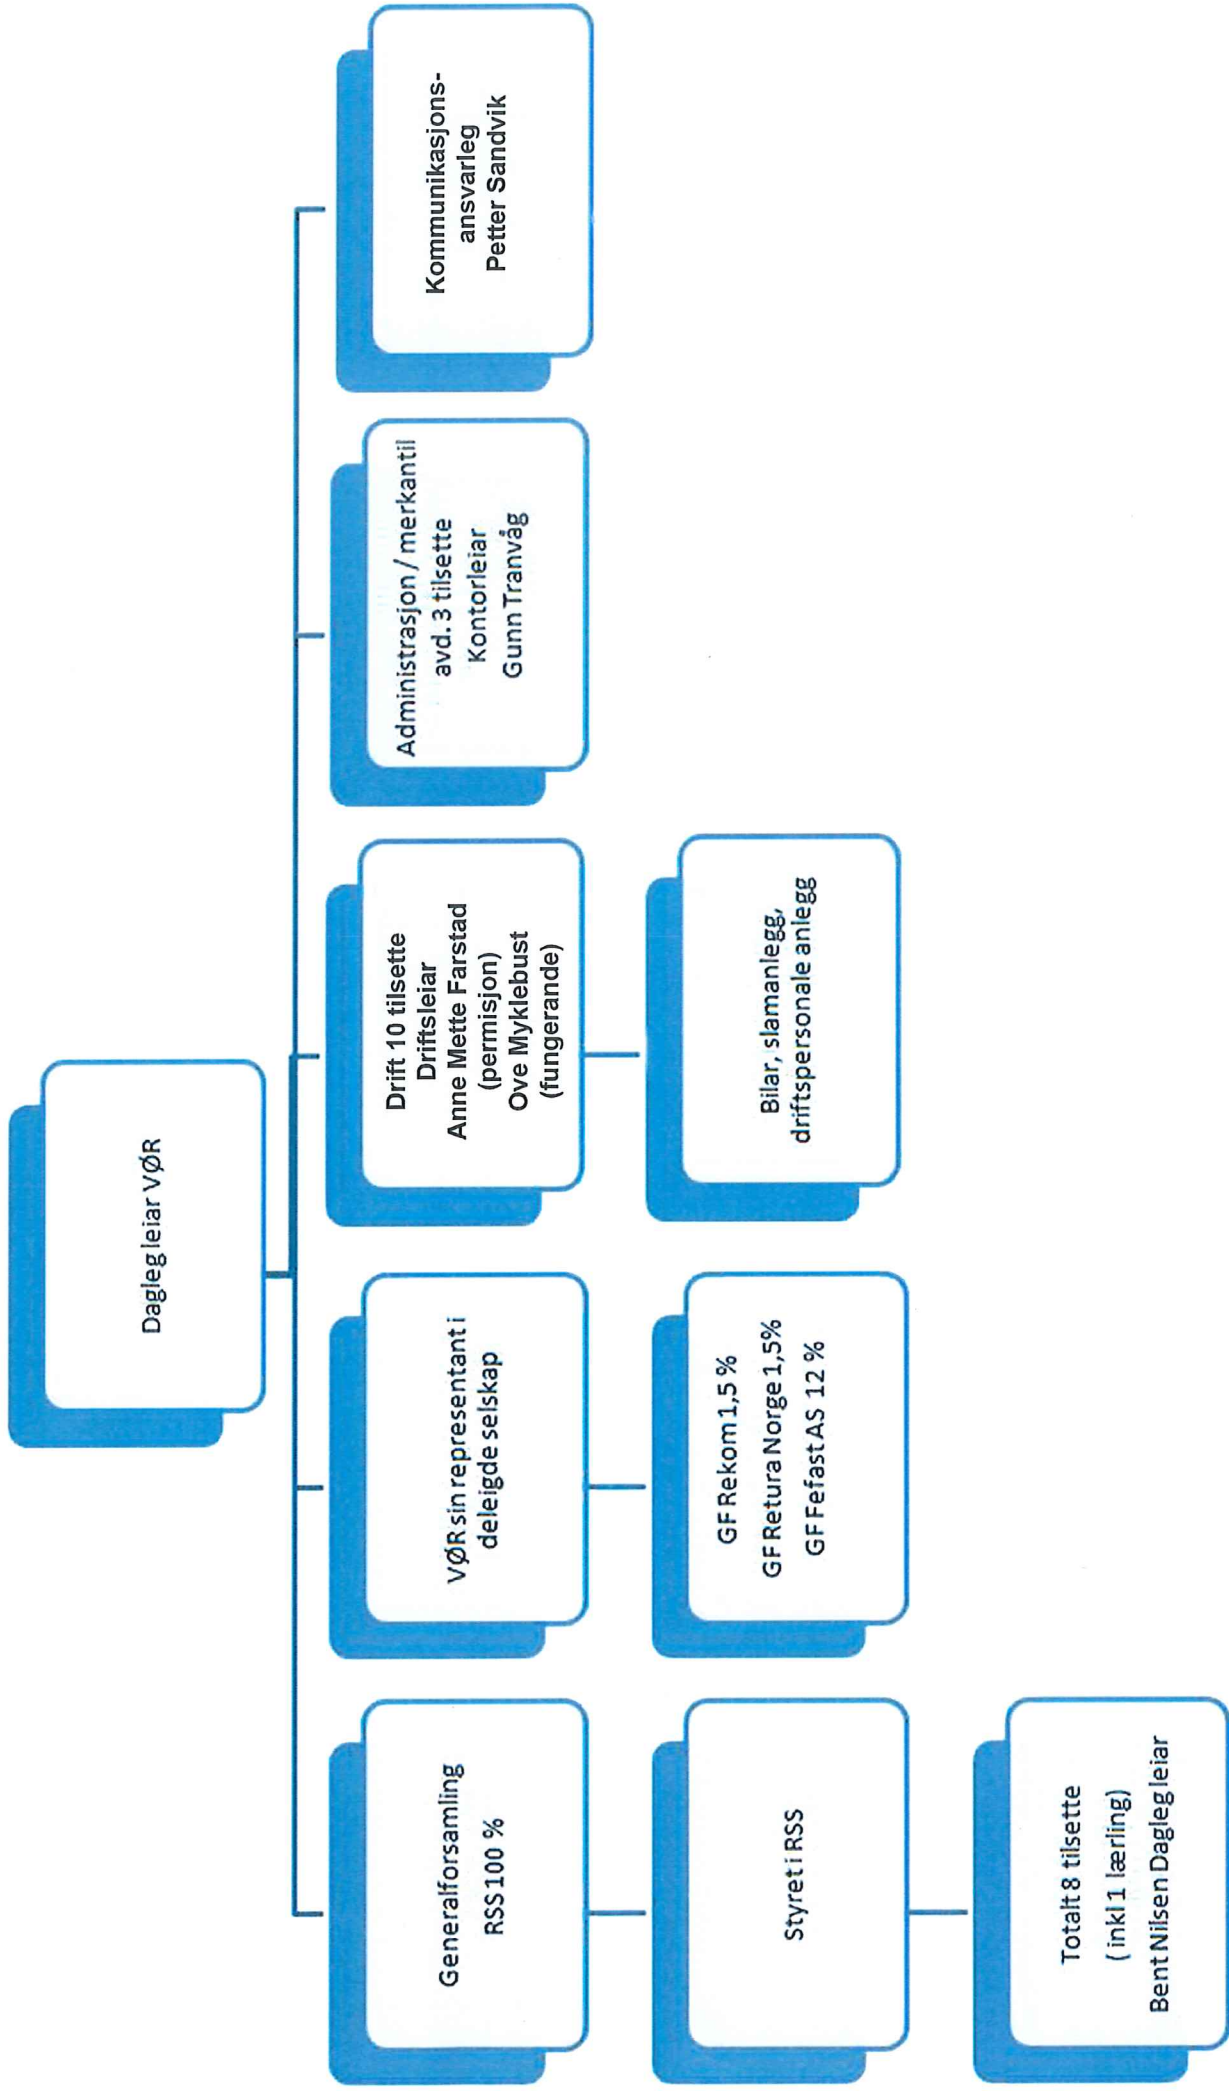 Dagleg leiar VØR
Generalforsamling
RSS 100 %
VØR sin representant i
deleigde selskap
Drift 10 tilsette
Driftsleiar
Anne Mette Farstad
(permisjon)
Ove Myklebust
(fungerande)
Administrasjon / merkantil
avd. 3 tilsette
Kontorleiar
Gunn Tranvåg
Kommunikasjons-
ansvarleg
Petter Sandvik
Styret i RSS
GF Rekom 1,5 %
GF Retura Norge 1,5%
GF Fefast AS 12 %
Bilar, slamanlegg,
driftspersonale anlegg
Totalt 8 tilsette
( inkl 1 lærling)
Bent Nilsen Dagleg leiar